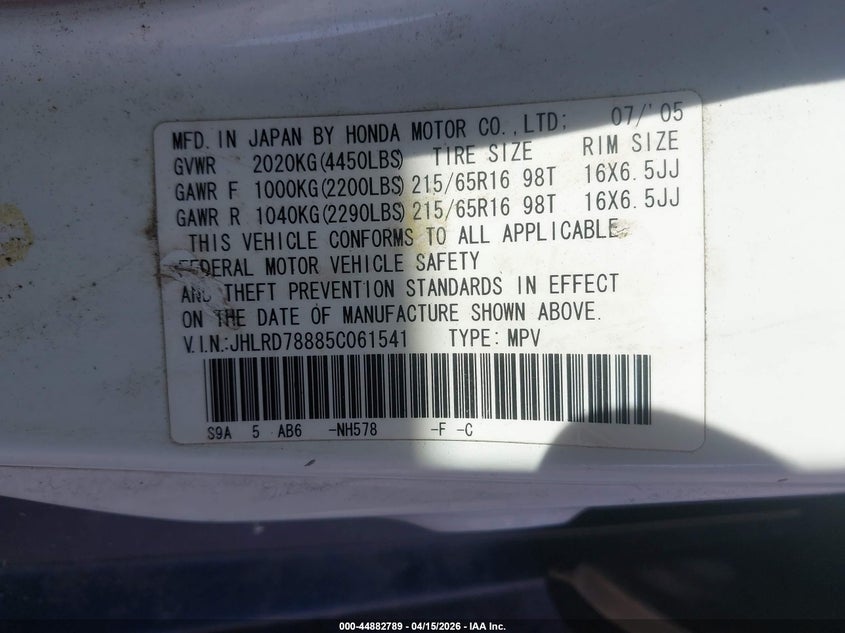 MFD. IN JAPAN BY HONDA MOTOR CO., LTD; 07/'05
GVWR 2020KG(4450LBS) TIRE SIZE RIM SIZE
GAWR F 1000KG(2200LBS) 215/65R16 98T 16X6.5JJ
GAWR R 1040KG(2290LBS) 215/65R16 98T 16X6.5JJ
THIS VEHICLE CONFORMS TO ALL APPLICABLE
FEDERAL MOTOR VEHICLE SAFETY
AND THEFT PREVENTION STANDARDS IN EFFECT
ON THE DATE OF MANUFACTURE SHOWN ABOVE.
V.I.N.:JHLRD78885C061541 TYPE: MPV
S9A 5 AB6 -NH578 -F -C
000-44882789 - 04/15/2026 - IAA Inc.